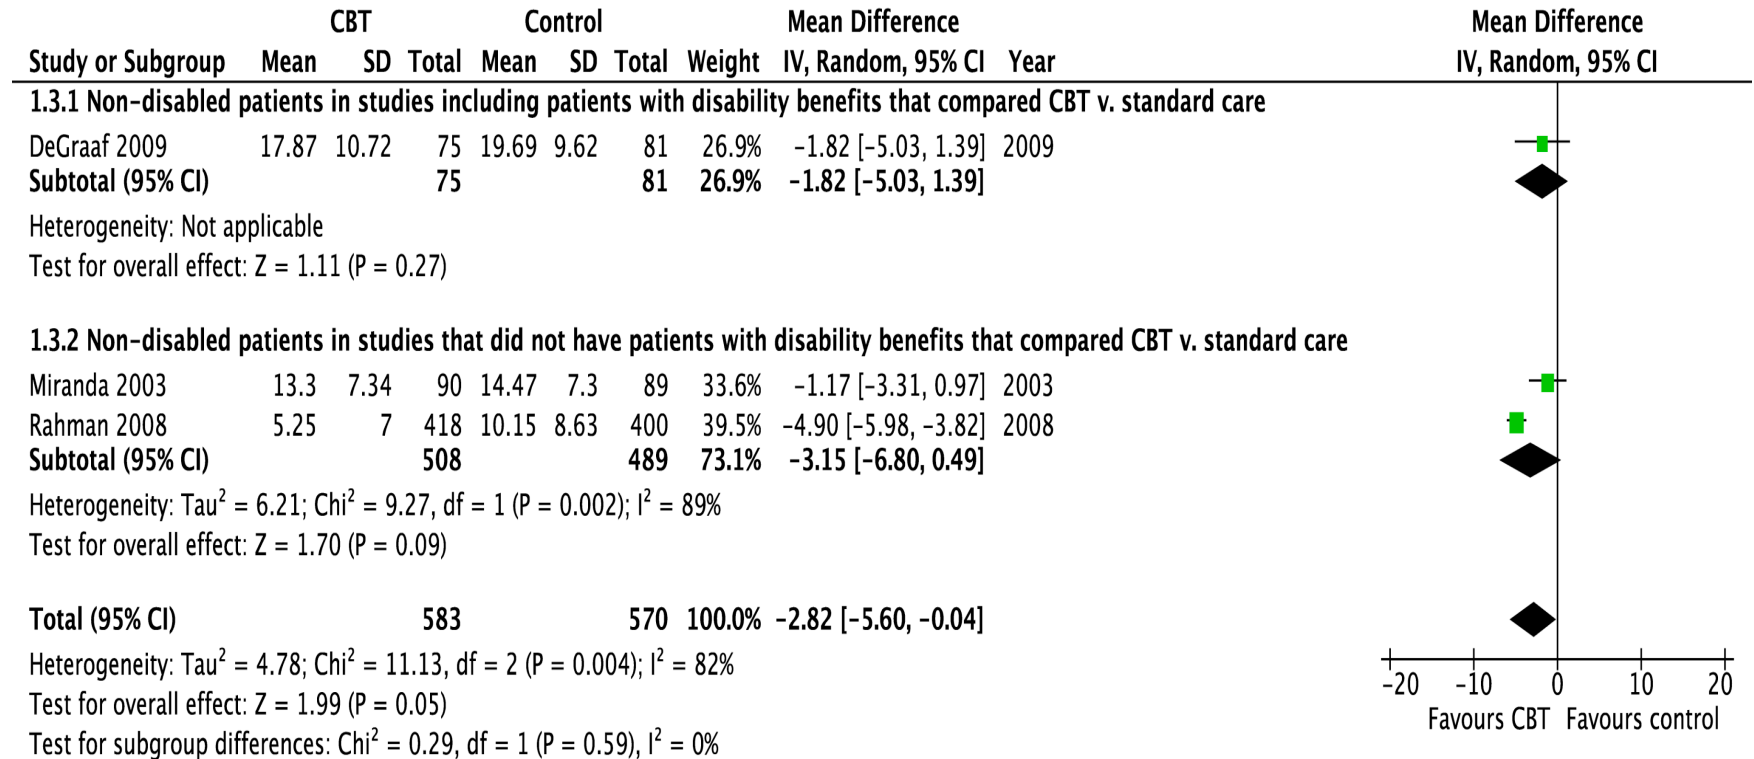 CBT Control Mean Difference Mean Difference
Study or Subgroup Mean SD Total Mean SD Total Weight IV, Random, 95% CI Year IV, Random, 95% CI
1.3.1 Non−disabled patients in studies including patients with disability benefits that compared CBT v. standard care
DeGraaf 2009 17.87 10.72 75 19.69 9.62 81 26.9% −1.82 [−5.03, 1.39] 2009
Subtotal (95% CI) 75 81 26.9% −1.82 [−5.03, 1.39]
Heterogeneity: Not applicable
Test for overall effect: Z = 1.11 (P = 0.27)
1.3.2 Non−disabled patients in studies that did not have patients with disability benefits that compared CBT v. standard care
Miranda 2003 13.3 7.34 90 14.47 7.3 89 33.6% −1.17 [−3.31, 0.97] 2003
Rahman 2008 5.25 7 418 10.15 8.63 400 39.5% −4.90 [−5.98, −3.82] 2008
Subtotal (95% CI) 508 489 73.1% −3.15 [−6.80, 0.49]
Heterogeneity: Tau² = 6.21; Chi² = 9.27, df = 1 (P = 0.002); I² = 89%
Test for overall effect: Z = 1.70 (P = 0.09)
Total (95% CI) 583 570 100.0% −2.82 [−5.60, −0.04]
Heterogeneity: Tau² = 4.78; Chi² = 11.13, df = 2 (P = 0.004); I² = 82%
Test for overall effect: Z = 1.99 (P = 0.05)
Test for subgroup differences: Chi² = 0.29, df = 1 (P = 0.59), I² = 0%
−20 −10 0 10 20
Favours CBT Favours control